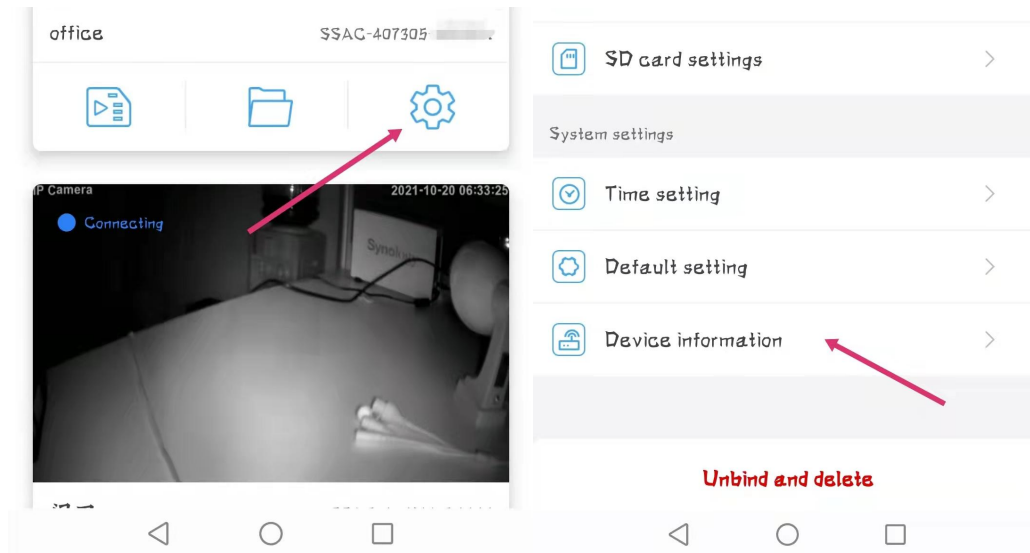 office
SSAC-407305-
IP Camera
2021-10-20 06:33:25
Connecting
Synology
SD card settings
System settings
Time setting
Default setting
Device information
Unbind and delete